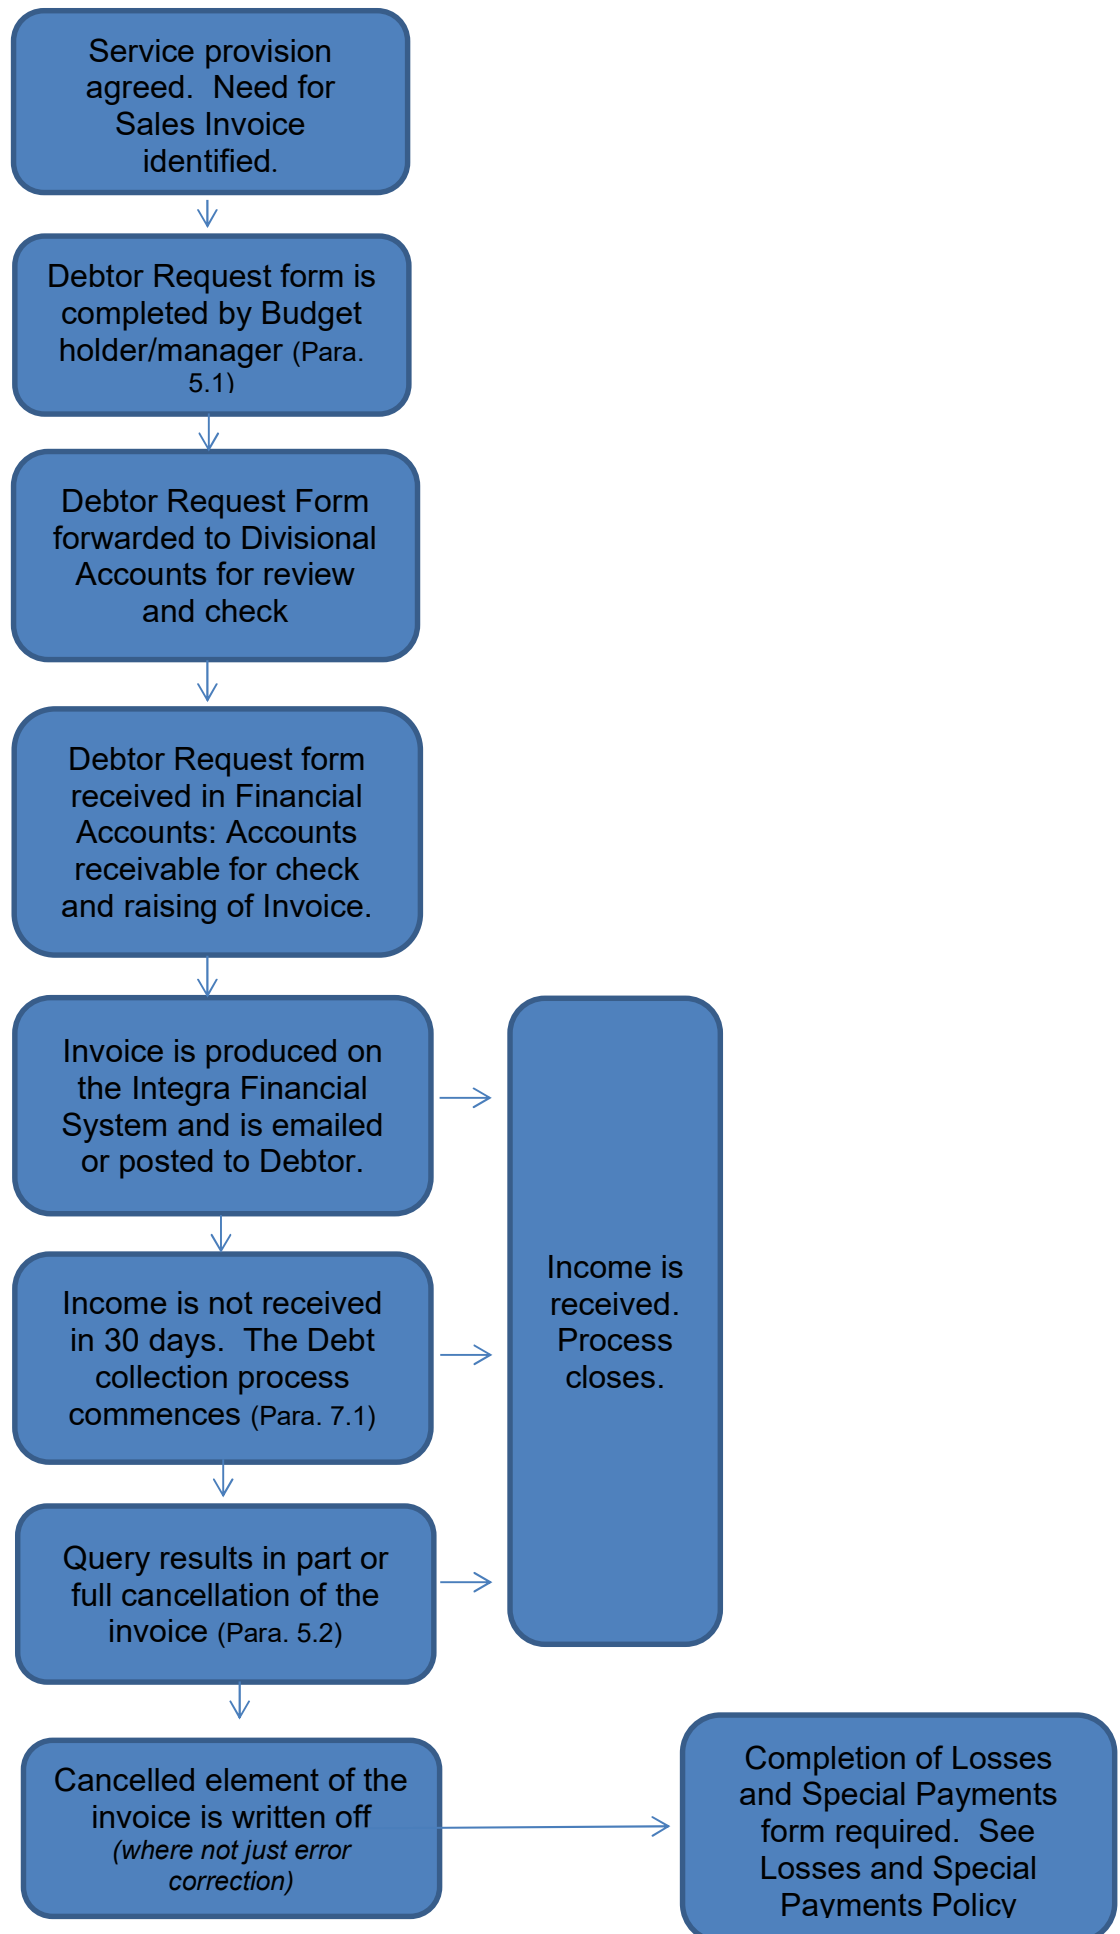 Service provision
agreed.  Need for
Sales Invoice
identified.
Debtor Request form is
completed by Budget
holder/manager (Para.
5.1)
Debtor Request Form
forwarded to Divisional
Accounts for review
and check
Debtor Request form
received in Financial
Accounts: Accounts
receivable for check
and raising of Invoice.
Invoice is produced on
the Integra Financial
System and is emailed
or posted to Debtor.
Income is not received
in 30 days.  The Debt
collection process
commences (Para. 7.1)
Income is
received.
Process
closes.
Query results in part or
full cancellation of the
invoice (Para. 5.2)
Cancelled element of the
invoice is written off
(where not just error
correction)
Completion of Losses
and Special Payments
form required.  See
Losses and Special
Payments Policy